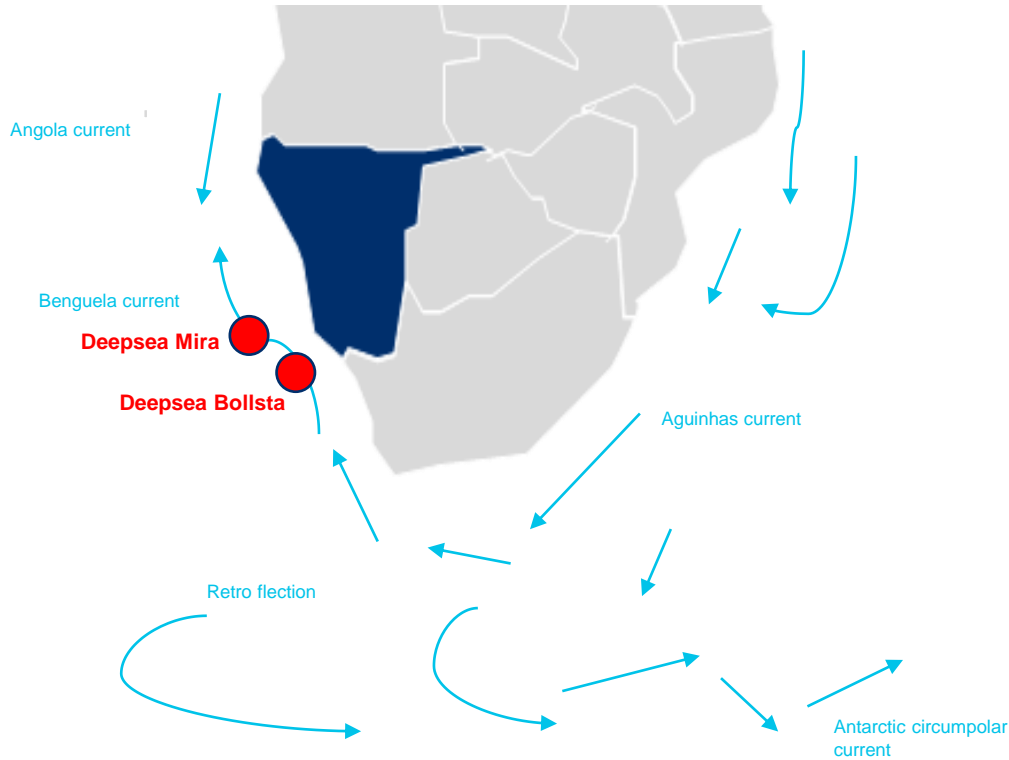 Angola current
Benguela current
Deepsea Mira
Deepsea Bollsta
Aguinhas current
Retro flection
Antarctic circumpolar
current